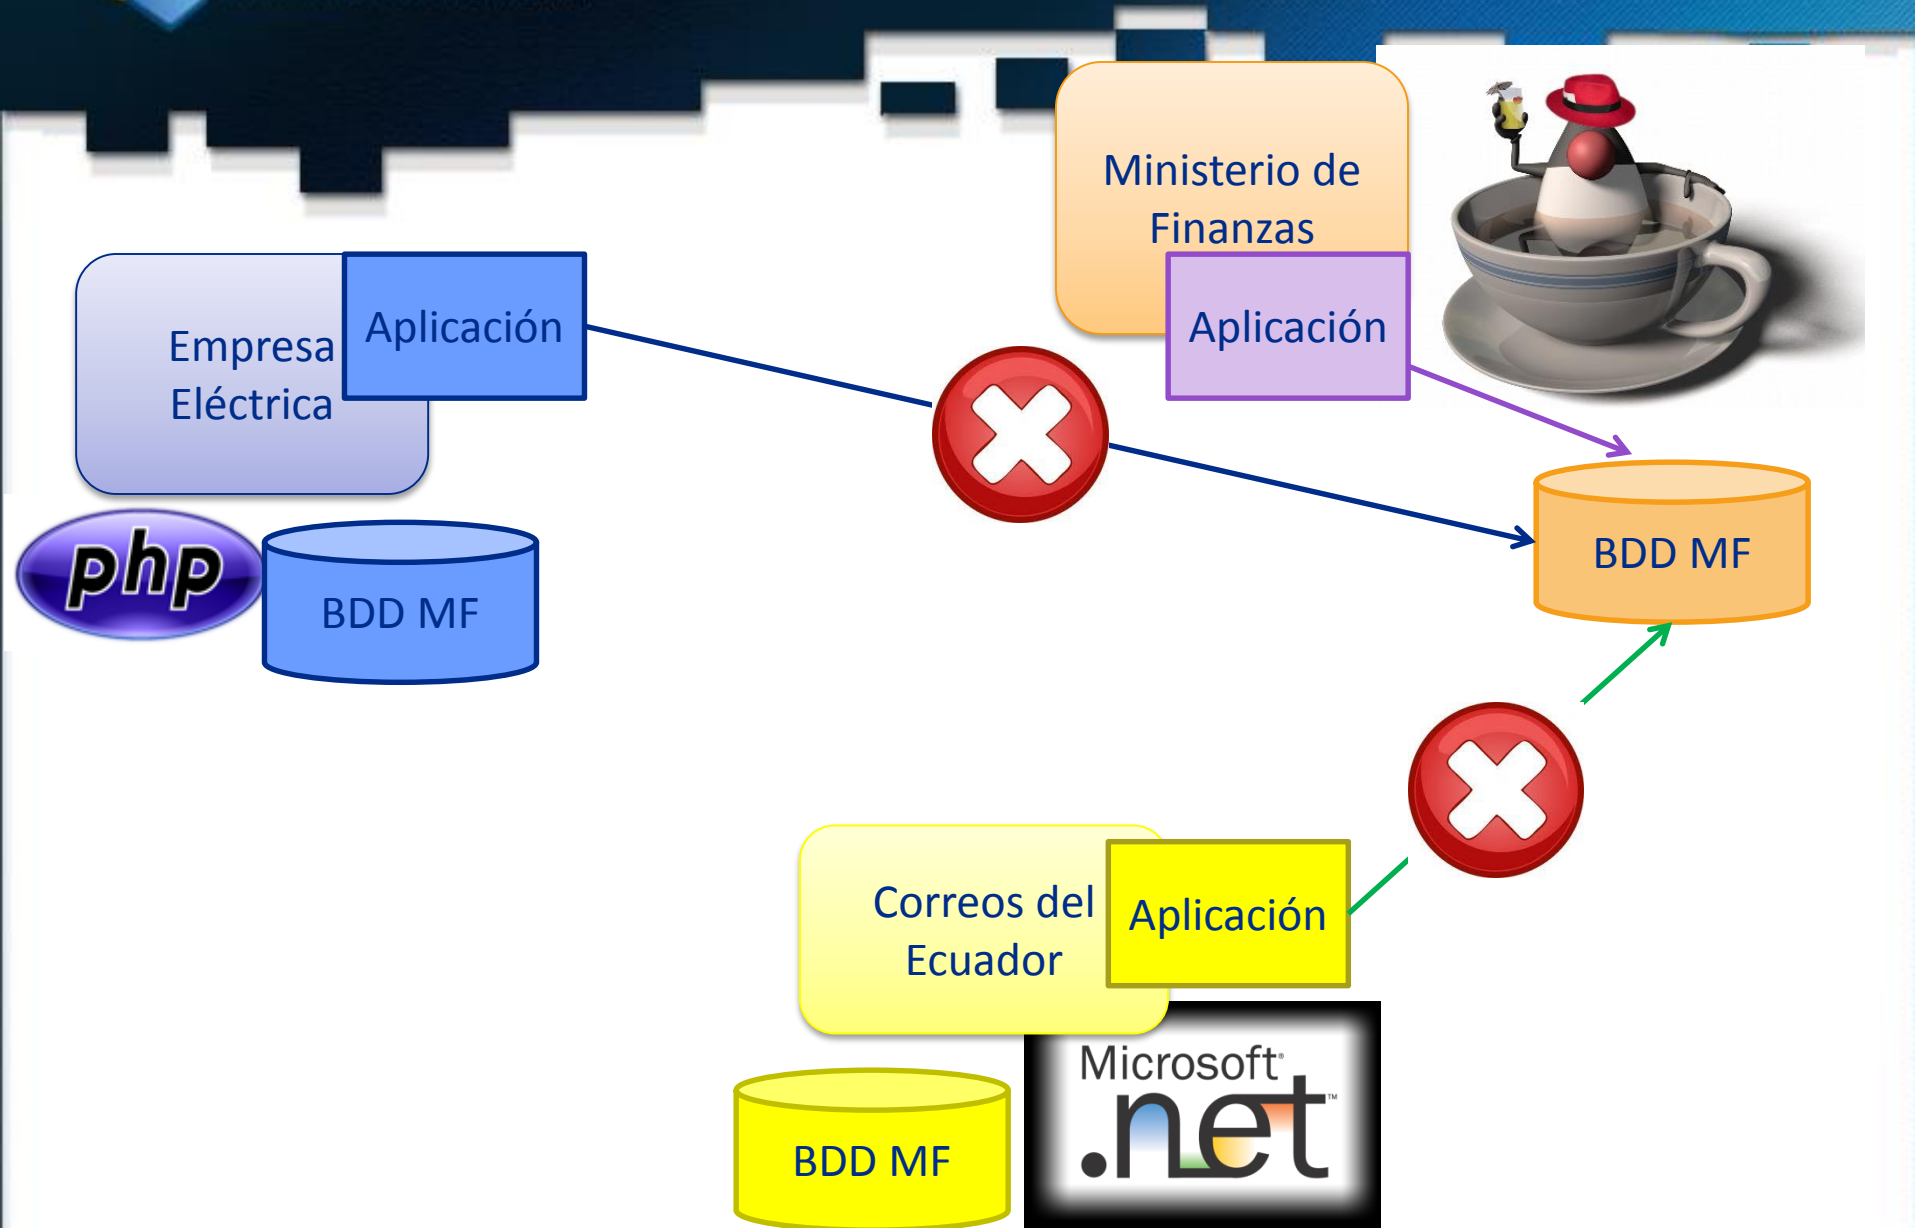 Ministerio de
Finanzas
Aplicación
Empresa
Eléctrica
Aplicación
php
BDD MF
BDD MF
Correos del
Ecuador
Aplicación
BDD MF
Microsoft®
.net™